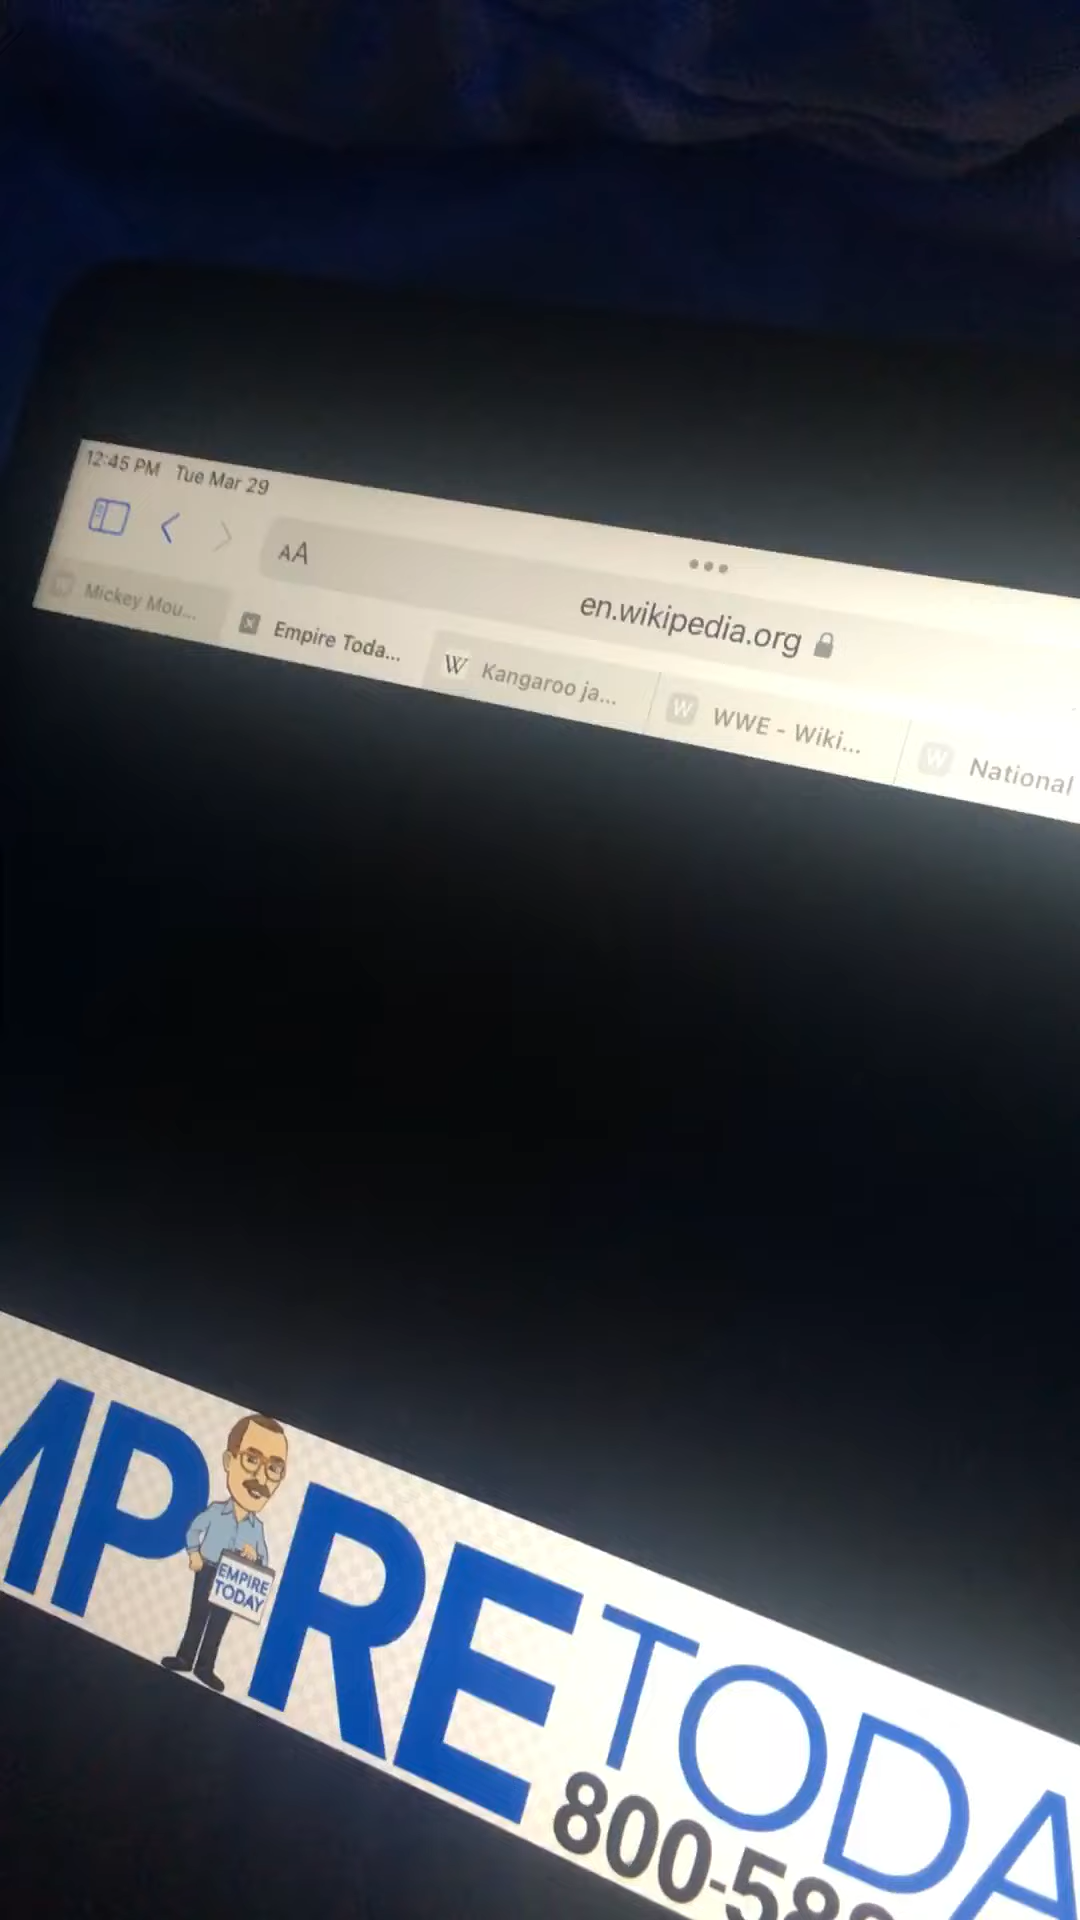 12:45 PM Tue Mar 29
AA
en.wikipedia.org
Mickey Mou...
Empire Toda...
W Kangaroo ja...
W WWE - Wiki...
W National
MPIRE TODA
EMPIRE
TODAY
800-588